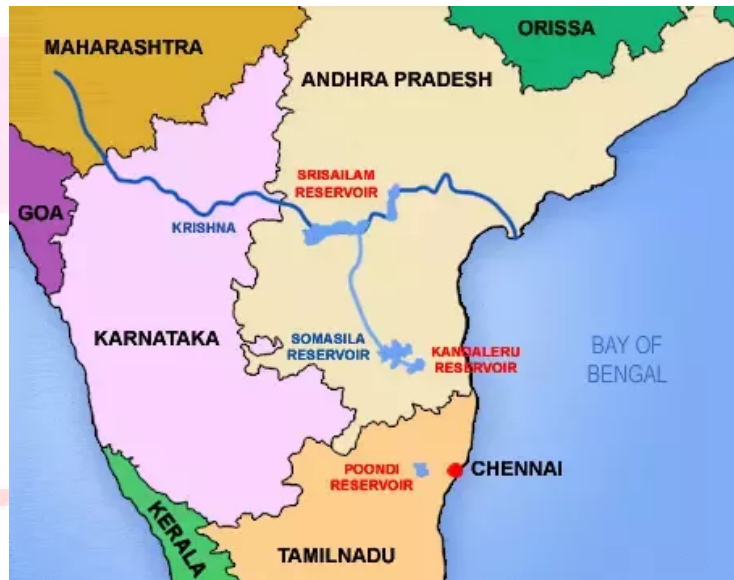 ORISSA
MAHARASHTRA
ANDHRA PRADESH
SRISAILAM
RESERVOIR
GOA
KRISHNA
KARNATAKA
SOMASILA
RESERVOIR
KANDALERU
RESERVOIR
BAY OF
BENGAL
POONDI
RESERVOIR
CHENNAI
KERALA
TAMILNADU